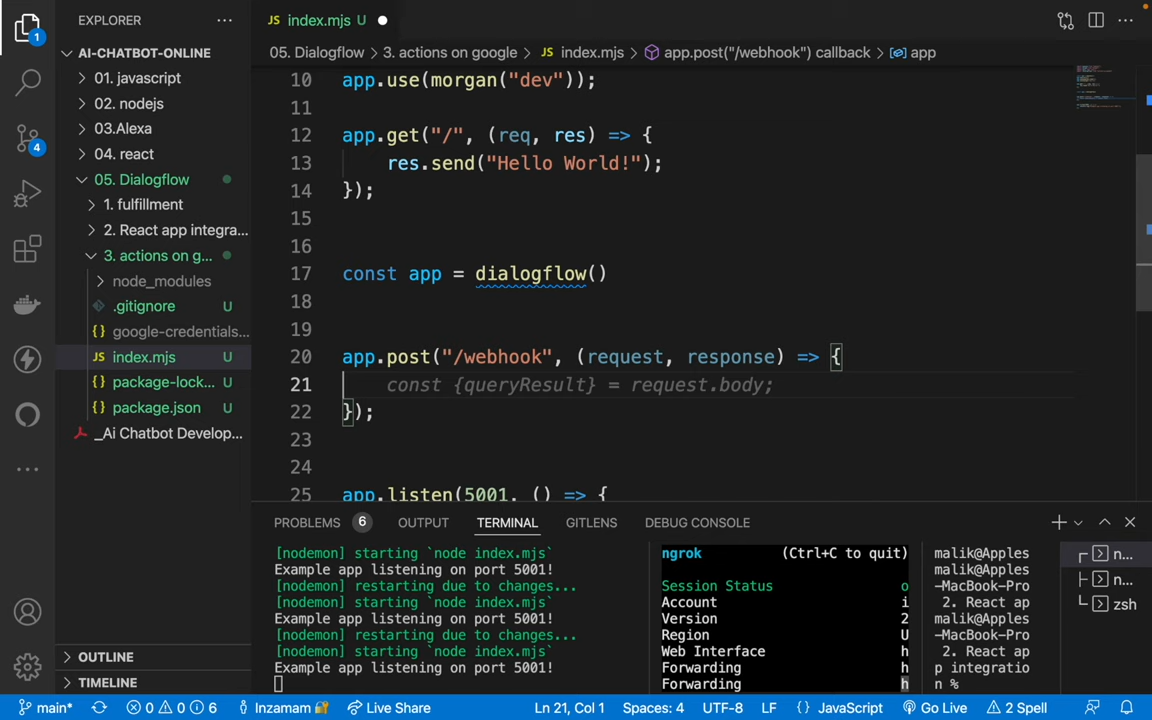 EXPLORER
AI-CHATBOT-ONLINE
01. javascript
02. nodejs
03.Alexa
04. react
05. Dialogflow
1. fulfillment
2. React app integra...
3. actions on g...
node_modules
.gitignore U
{} google-credentials...
JS index.mjs U
{} package-lock... U
{} package.json U
_Ai Chatbot Develop...
OUTLINE
TIMELINE
1
4
JS index.mjs U
05. Dialogflow > 3. actions on google > JS index.mjs > app.post("/webhook") callback > app
10 app.use(morgan("dev"));
11
12 app.get("/", (req, res) => {
13 res.send("Hello World!");
14 });
15
16
17 const app = dialogflow()
18
19
20 app.post("/webhook", (request, response) => {
21 const {queryResult} = request.body;
22 });
23
24
25 app.listen(5001, () => {
PROBLEMS 6 OUTPUT TERMINAL GITLENS DEBUG CONSOLE
[nodemon] starting `node index.mjs`
Example app listening on port 5001!
[nodemon] restarting due to changes...
[nodemon] starting `node index.mjs`
Example app listening on port 5001!
[nodemon] restarting due to changes...
[nodemon] starting `node index.mjs`
Example app listening on port 5001!
ngrok (Ctrl+C to quit)
Session Status o
Account i
Version 2
Region U
Web Interface h
Forwarding h
Forwarding h
malik@Apples
malik@Apples
-MacBook-Pro
2. React ap
malik@Apples
-MacBook-Pro
2. React ap
p integratio
n %
n...
n...
zsh
main* 0 0 6 Inzamam Live Share Ln 21, Col 1 Spaces: 4 UTF-8 LF {} JavaScript Go Live 2 Spell